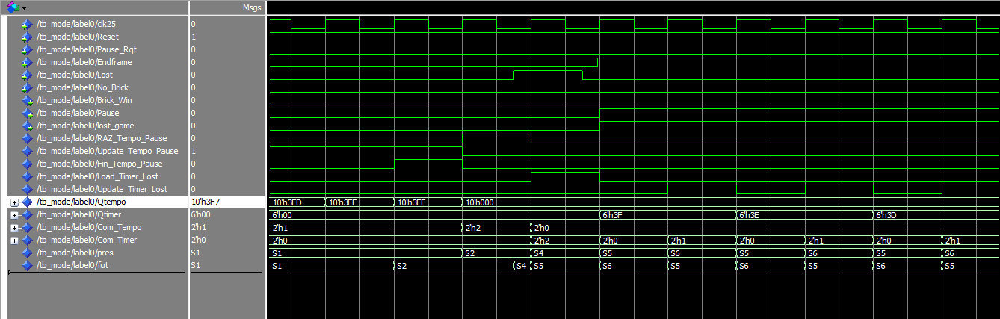 Msgs
/tb_mode/label0/clk25 0
/tb_mode/label0/Reset 1
/tb_mode/label0/Pause_Rqt 0
/tb_mode/label0/Endframe 0
/tb_mode/label0/Lost 0
/tb_mode/label0/No_Brick 0
/tb_mode/label0/Brick_Win 0
/tb_mode/label0/Pause 0
/tb_mode/label0/lost_game 0
/tb_mode/label0/RAZ_Tempo_Pause 0
/tb_mode/label0/Update_Tempo_Pause 1
/tb_mode/label0/Fin_Tempo_Pause 0
/tb_mode/label0/Load_Timer_Lost 0
/tb_mode/label0/Update_Timer_Lost 0
/tb_mode/label0/Qtempo 10'h3F7 10'h3FD 10'h3FE 10'h3FF 10'h000
/tb_mode/label0/Qtimer 6'h00 6'h00 6'h3F 6'h3E 6'h3D
/tb_mode/label0/Com_Tempo 2'h1 2'h1 2'h2 2'h0
/tb_mode/label0/Com_Timer 2'h0 2'h0 2'h2 2'h0 2'h1 2'h0 2'h1 2'h0 2'h1
/tb_mode/label0/pres S1 S1 S2 S4 S5 S6 S5 S6 S5 S6
/tb_mode/label0/fut S1 S1 S2 S4 S5 S6 S5 S6 S5 S6 S5